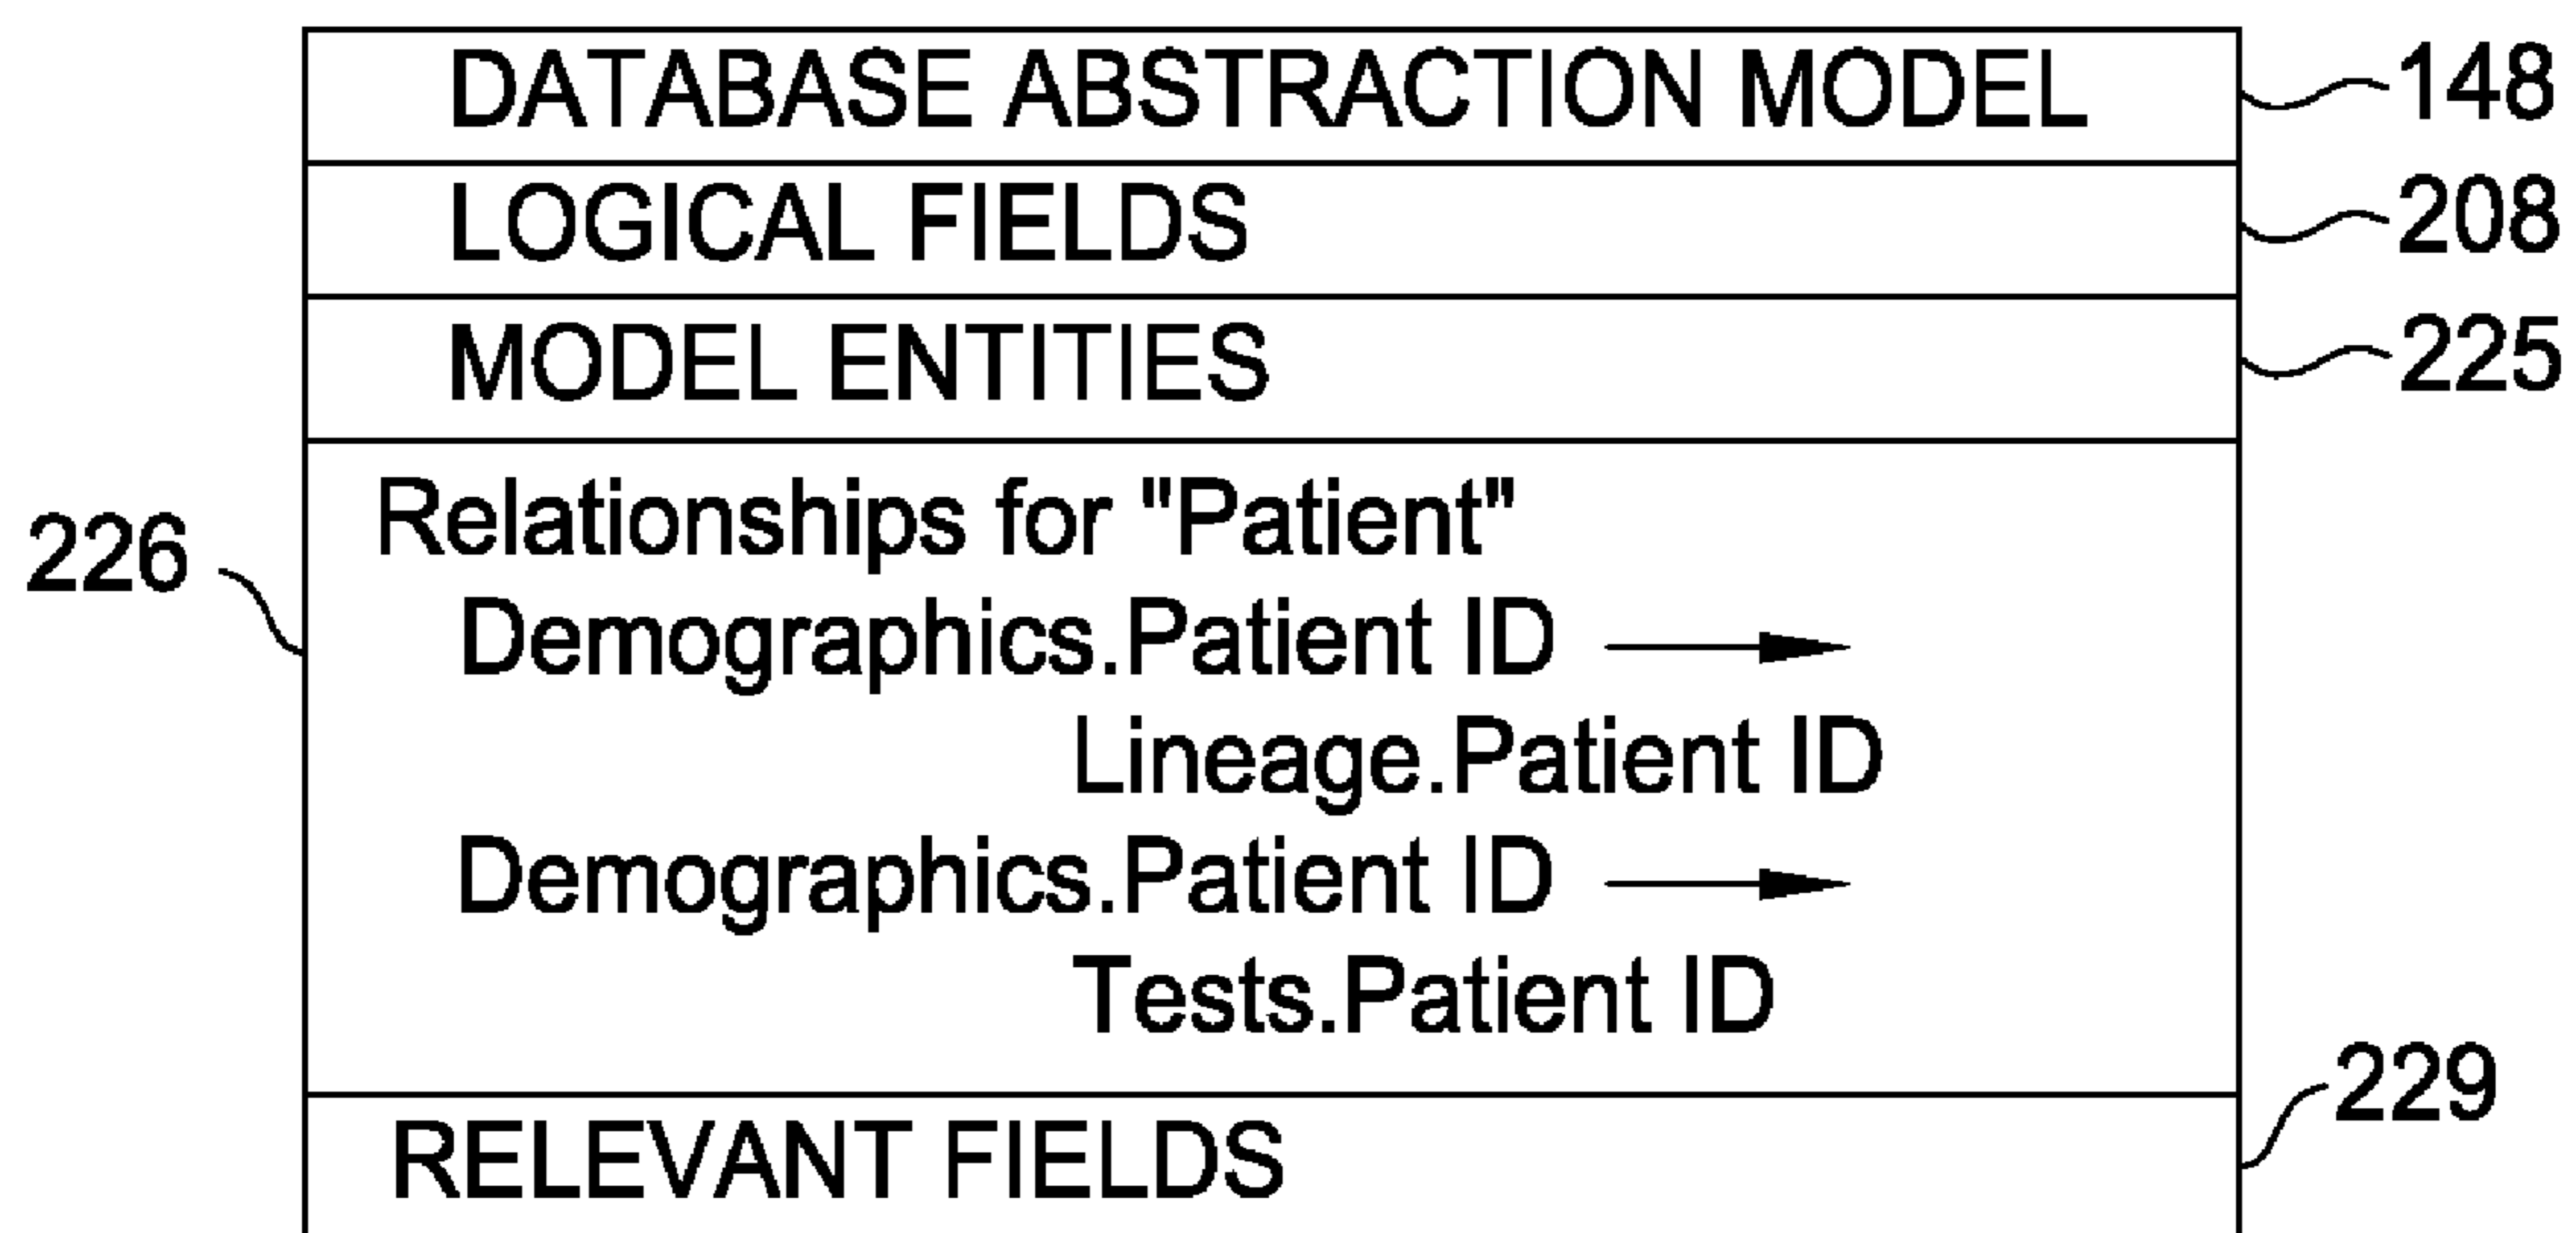 DATABASE ABSTRACTION MODEL 148
LOGICAL FIELDS 208
MODEL ENTITIES 225
226 Relationships for "Patient"
Demographics.Patient ID →
Lineage.Patient ID
Demographics.Patient ID →
Tests.Patient ID
RELEVANT FIELDS 229